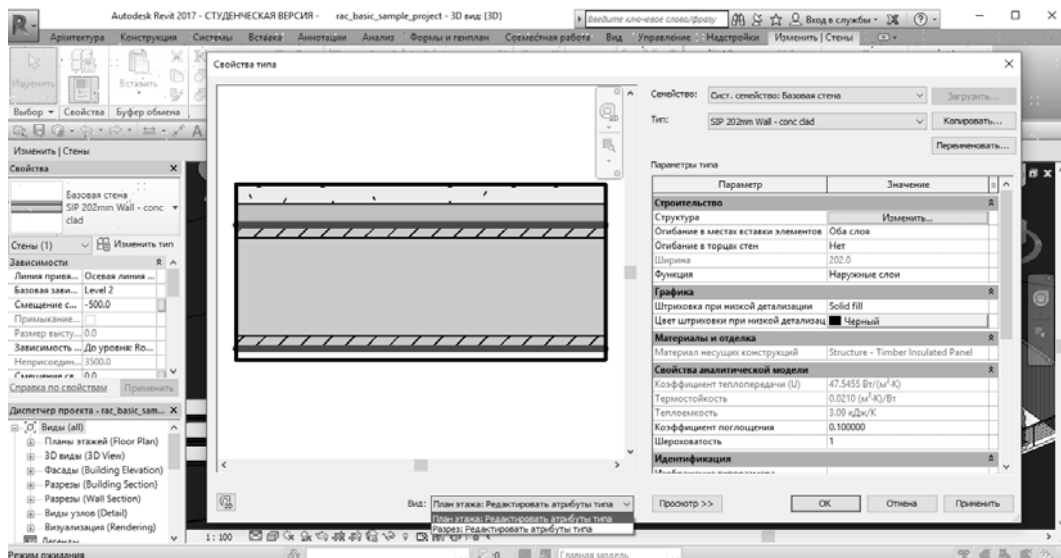 Autodesk Revit 2017 - СТУДЕНЧЕСКАЯ ВЕРСИЯ - rac_basic_sample_project - 3D вид: {3D}
Введите ключевое слово/фразу
Вход в службы
Архитектура Конструкция Системы Вставка Аннотации Анализ Формы и генплан Совместная работа Вид Управление Надстройки Изменить | Стены
Изменить
Вставить
Выбор Свойства Буфер обмена
Изменить | Стены
Свойства
Базовая стена
SIP 202mm Wall - conc clad
Стены (1) Изменить тип
Зависимости
Линия привя... Осевая линия ...
Базовая зави... Level 2
Смещение с... -500.0
Примыкание...
Размер высту... 0.0
Зависимость ... До уровня: Ro...
Неприсоедин... 3500.0
Смещение св... 0.0
Справка по свойствам Применить
Диспетчер проекта - rac_basic_sam...
Виды (all)
Планы этажей (Floor Plan)
3D виды (3D View)
Фасады (Building Elevation)
Разрезы (Building Section)
Разрезы (Wall Section)
Виды узлов (Detail)
Визуализация (Rendering)
Легенды
Режим ожидания
Свойства типа
Семейство: Сист. семейство: Базовая стена Загрузить...
Тип: SIP 202mm Wall - conc clad Копировать...
Переименовать...
Параметры типа
Параметр Значение
Строительство
Структура Изменить...
Огибание в местах вставки элементов Оба слоя
Огибание в торцах стен Нет
Ширина 202.0
Функция Наружные слои
Графика
Штриховка при низкой детализации Solid fill
Цвет штриховки при низкой детализац Черный
Материалы и отделка
Материал несущих конструкций Structure - Timber Insulated Panel
Свойства аналитической модели
Коэффициент теплопередачи (U) 47.5455 Вт/(м²·К)
Термостойкость 0.0210 (м²·К)/Вт
Теплоемкость 3.09 кДж/К
Коэффициент поглощения 0.100000
Шероховатость 1
Идентификация
Изображение типоразмера
Вид: План этажа: Редактировать атрибуты типа
План этажа: Редактировать атрибуты типа
Разрез: Редактировать атрибуты типа
Просмотр >> OK Отмена Применить
1 : 100
:0 Главная модель